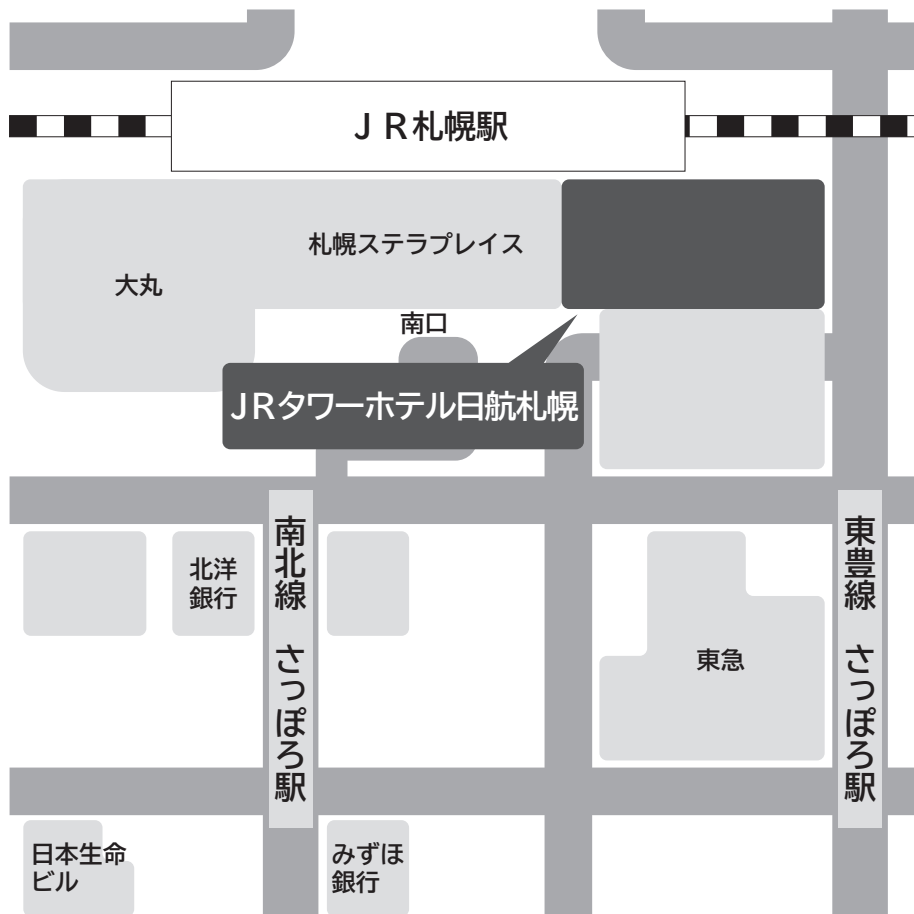 JR札幌駅
札幌ステラプレイス
大丸
南口
JRタワーホテル日航札幌
北洋
銀行
南北線 さっぽろ駅
東豊線 さっぽろ駅
東急
日本生命
ビル
みずほ
銀行